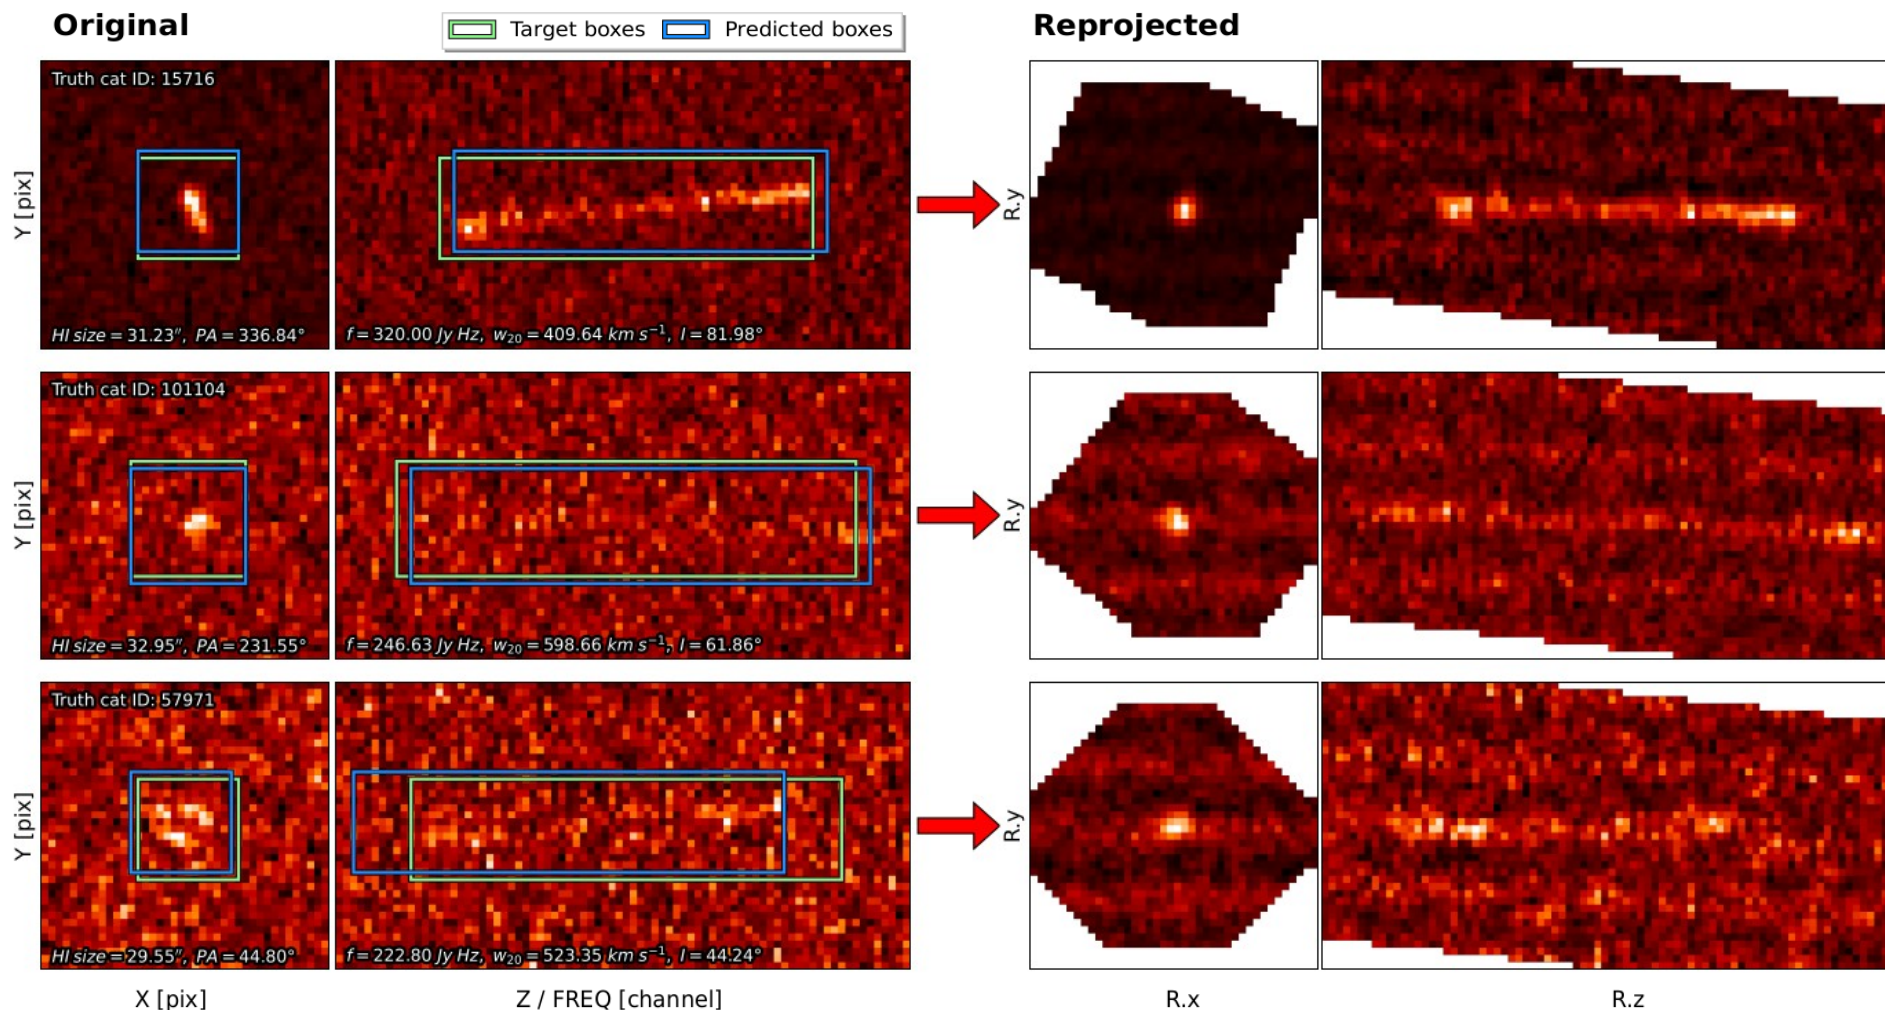 Original
Target boxes
Predicted boxes
Reprojected
Truth cat ID: 15716
Y [pix]
HI size = 31.23″, PA = 336.84°
f = 320.00 Jy Hz, w₂₀ = 409.64 km s⁻¹, I = 81.98°
R.y
Truth cat ID: 101104
Y [pix]
HI size = 32.95″, PA = 231.55°
f = 246.63 Jy Hz, w₂₀ = 598.66 km s⁻¹, I = 61.86°
R.y
Truth cat ID: 57971
Y [pix]
HI size = 29.55″, PA = 44.80°
f = 222.80 Jy Hz, w₂₀ = 523.35 km s⁻¹, I = 44.24°
R.y
X [pix]
Z / FREQ [channel]
R.x
R.z